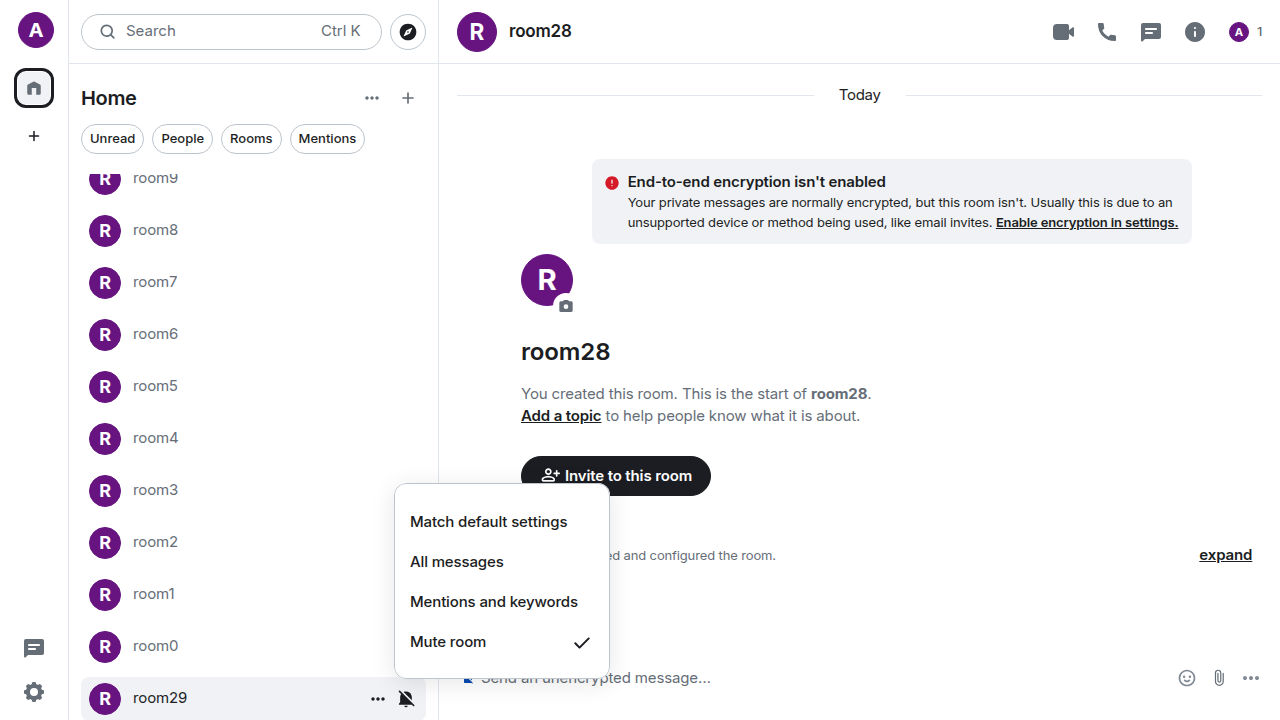 A
Search Ctrl K
Home
Unread People Rooms Mentions
R room9
R room8
R room7
R room6
R room5
R room4
R room3
R room2
R room1
R room0
R room29
R room28
A 1
Today
End-to-end encryption isn't enabled
Your private messages are normally encrypted, but this room isn't. Usually this is due to an
unsupported device or method being used, like email invites. Enable encryption in settings.
R
room28
You created this room. This is the start of room28.
Add a topic to help people know what it is about.
Invite to this room
ed and configured the room.
expand
Match default settings
All messages
Mentions and keywords
Mute room
Send an unencrypted message...